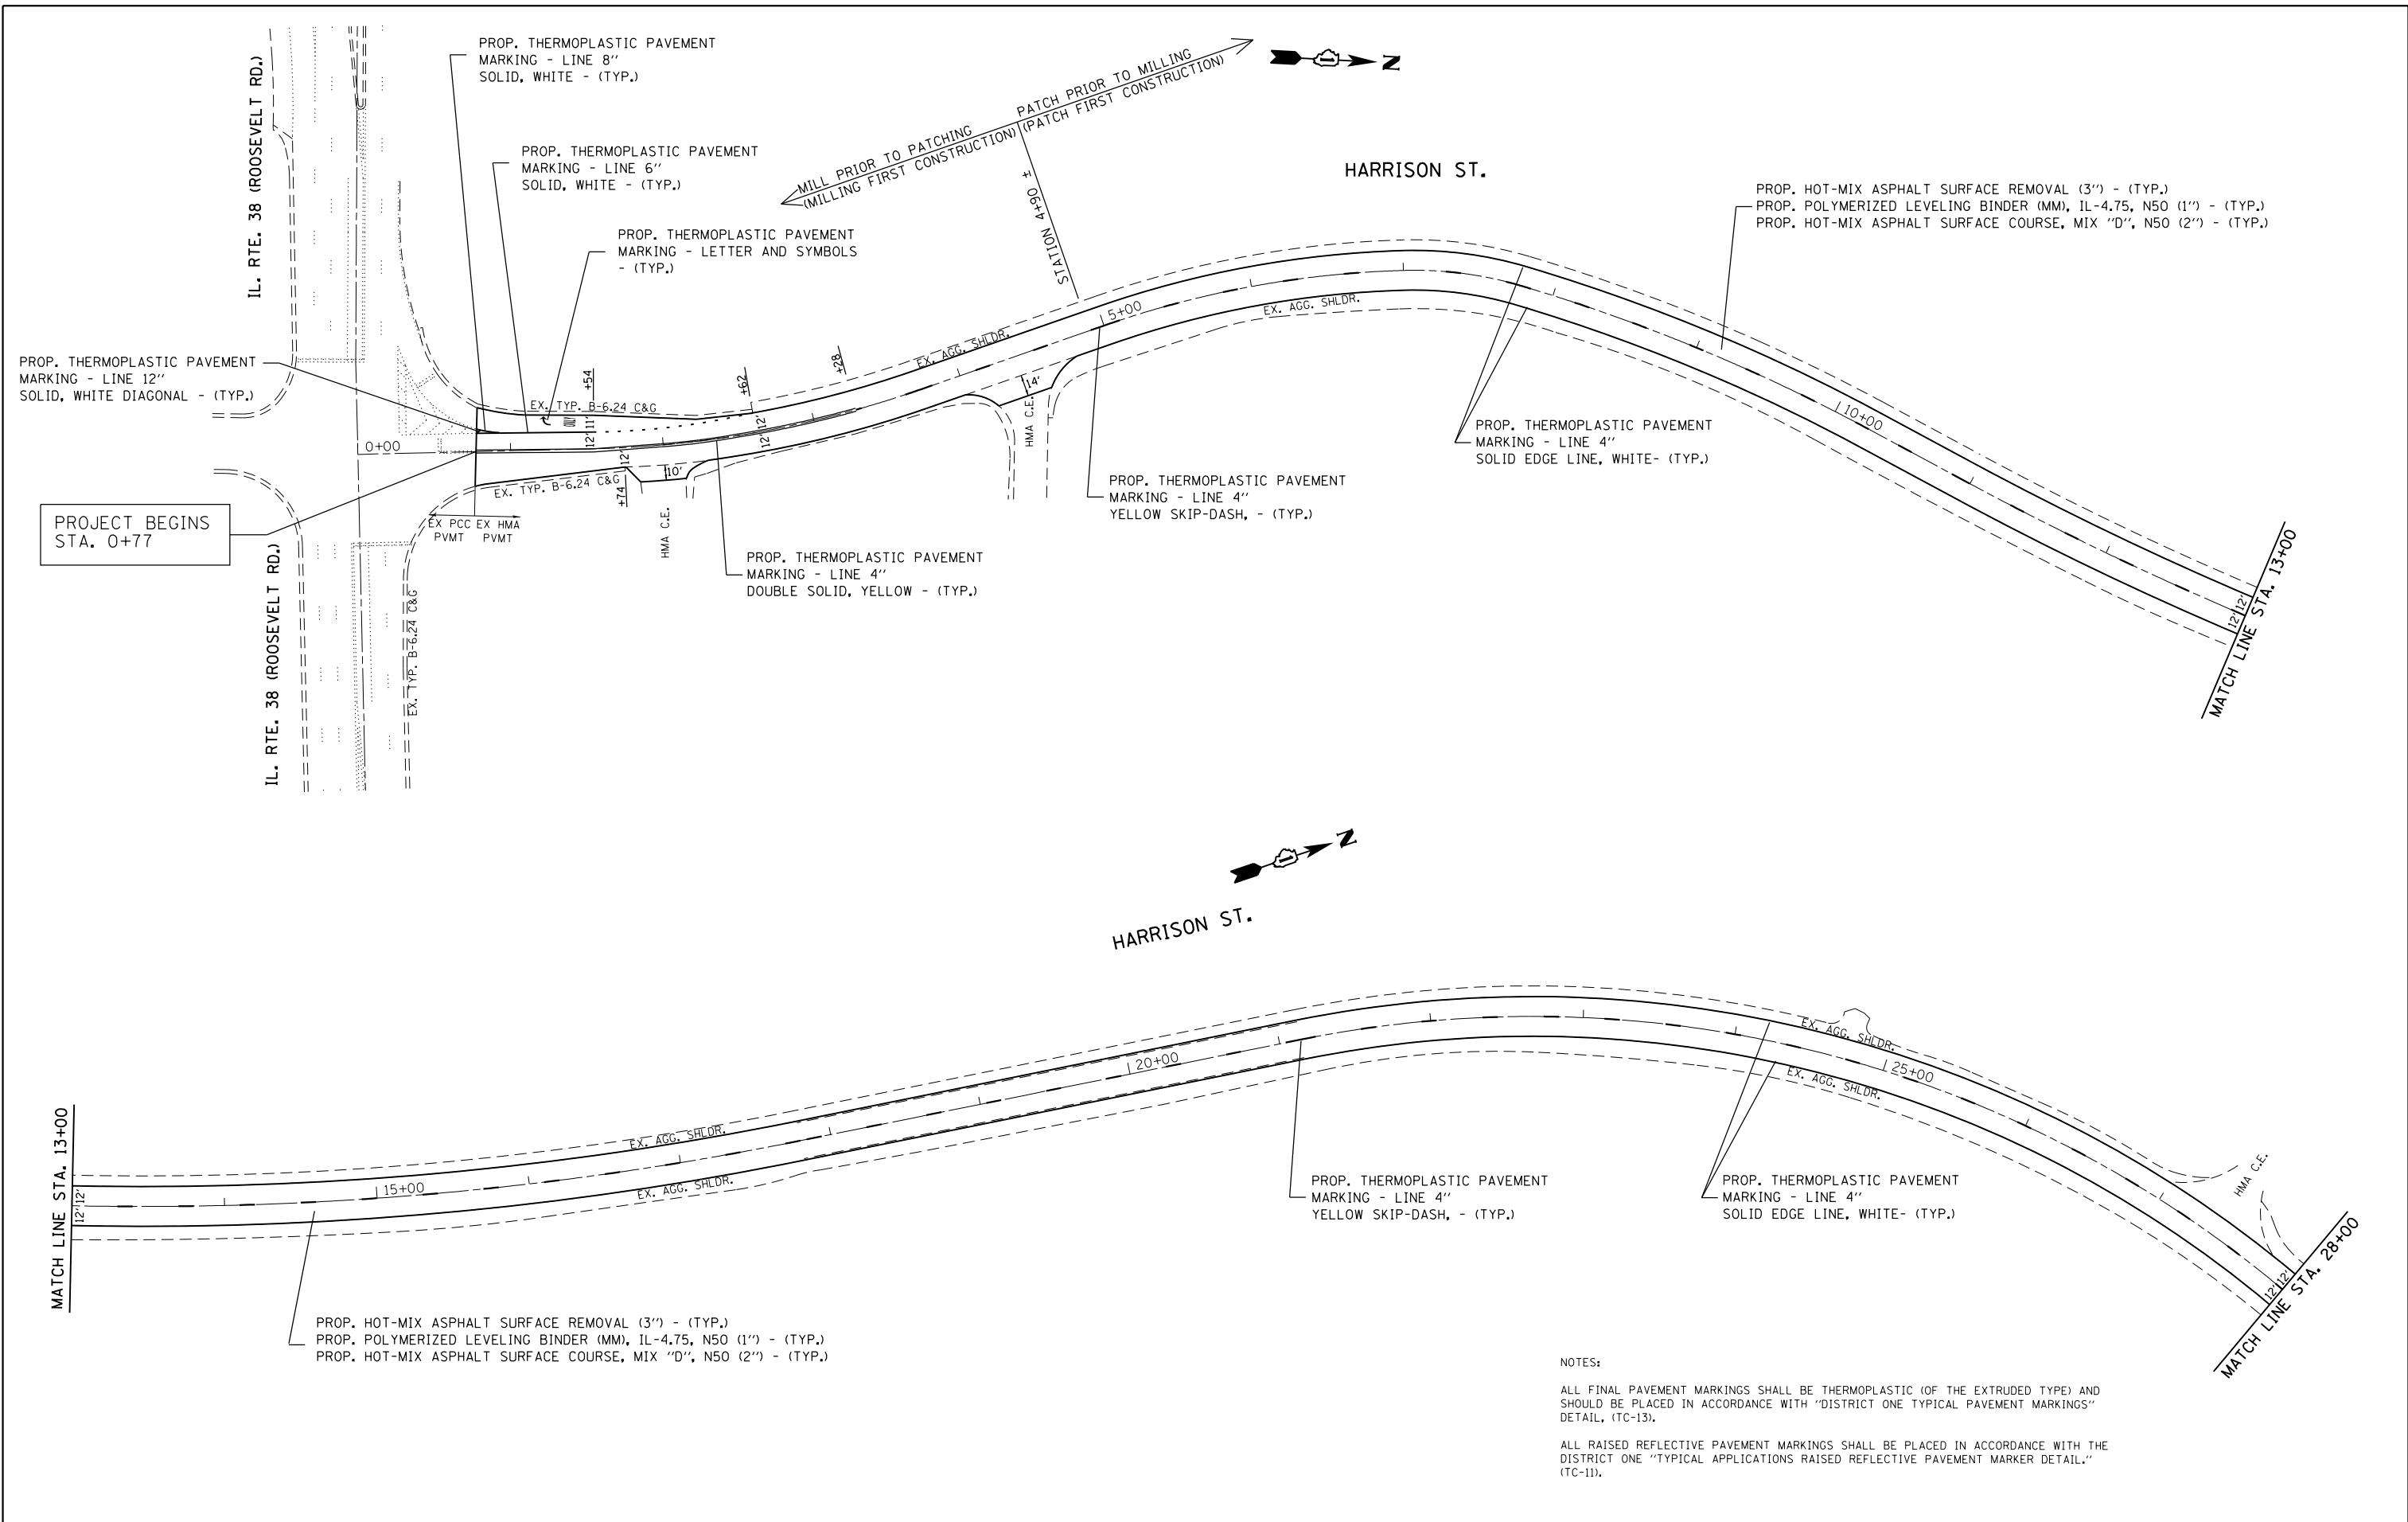 PROP. THERMOPLASTIC PAVEMENT
MARKING - LINE 8"
SOLID, WHITE - (TYP.)
PROP. THERMOPLASTIC PAVEMENT
MARKING - LINE 6"
SOLID, WHITE - (TYP.)
PROP. THERMOPLASTIC PAVEMENT
MARKING - LETTER AND SYMBOLS
- (TYP.)
IL. RTE. 38 (ROOSEVELT RD.)
MILL PRIOR TO PATCHING
(MILLING FIRST CONSTRUCTION)
PATCH PRIOR TO MILLING
(PATCH FIRST CONSTRUCTION)
STATION 4+90 ±
N
1
HARRISON ST.
PROP. HOT-MIX ASPHALT SURFACE REMOVAL (3") - (TYP.)
PROP. POLYMERIZED LEVELING BINDER (MM), IL-4.75, N50 (1") - (TYP.)
PROP. HOT-MIX ASPHALT SURFACE COURSE, MIX "D", N50 (2") - (TYP.)
PROP. THERMOPLASTIC PAVEMENT
MARKING - LINE 12"
SOLID, WHITE DIAGONAL - (TYP.)
0+00
EX. TYP. B-6.24 C&G
+54
+62
+28
12'
11'
12'
12'
12'
EX. AGG. SHLDR.
5+00
EX. AGG. SHLDR.
14'
HMA C.E.
10+00
EX. TYP. B-6.24 C&G
+74
10'
HMA C.E.
EX PCC
PVMT
EX HMA
PVMT
PROJECT BEGINS
STA. 0+77
IL. RTE. 38 (ROOSEVELT RD.)
EX. TYP. B-6.24 C&G
PROP. THERMOPLASTIC PAVEMENT
MARKING - LINE 4"
DOUBLE SOLID, YELLOW - (TYP.)
PROP. THERMOPLASTIC PAVEMENT
MARKING - LINE 4"
YELLOW SKIP-DASH, - (TYP.)
PROP. THERMOPLASTIC PAVEMENT
MARKING - LINE 4"
SOLID EDGE LINE, WHITE- (TYP.)
12'
12'
MATCH LINE STA. 13+00
N
1
HARRISON ST.
MATCH LINE STA. 13+00
12'
12'
15+00
EX. AGG. SHLDR.
EX. AGG. SHLDR.
20+00
EX. AGG. SHLDR.
25+00
EX. AGG. SHLDR.
HMA C.E.
12'
12'
MATCH LINE STA. 28+00
PROP. THERMOPLASTIC PAVEMENT
MARKING - LINE 4"
YELLOW SKIP-DASH, - (TYP.)
PROP. THERMOPLASTIC PAVEMENT
MARKING - LINE 4"
SOLID EDGE LINE, WHITE- (TYP.)
PROP. HOT-MIX ASPHALT SURFACE REMOVAL (3") - (TYP.)
PROP. POLYMERIZED LEVELING BINDER (MM), IL-4.75, N50 (1") - (TYP.)
PROP. HOT-MIX ASPHALT SURFACE COURSE, MIX "D", N50 (2") - (TYP.)
NOTES:
ALL FINAL PAVEMENT MARKINGS SHALL BE THERMOPLASTIC (OF THE EXTRUDED TYPE) AND
SHOULD BE PLACED IN ACCORDANCE WITH "DISTRICT ONE TYPICAL PAVEMENT MARKINGS"
DETAIL, (TC-13).
ALL RAISED REFLECTIVE PAVEMENT MARKINGS SHALL BE PLACED IN ACCORDANCE WITH THE
DISTRICT ONE "TYPICAL APPLICATIONS RAISED REFLECTIVE PAVEMENT MARKER DETAIL."
(TC-11).